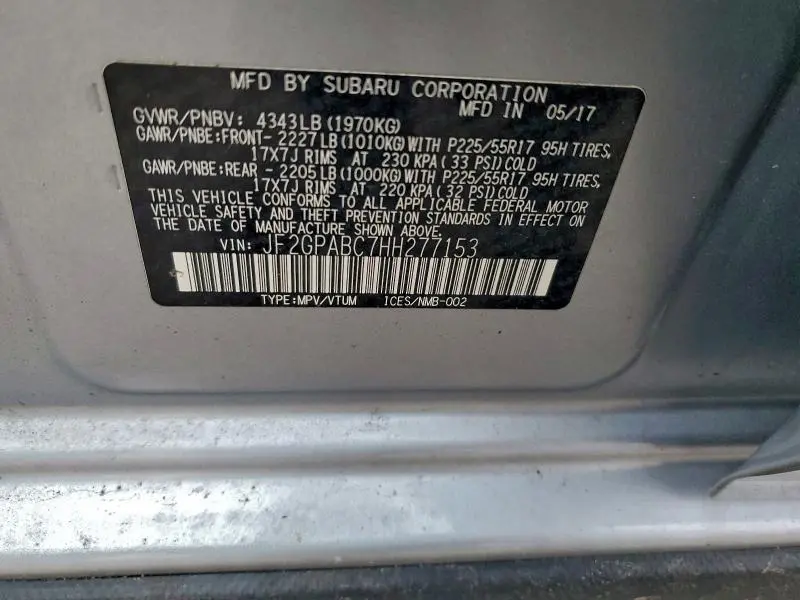 MFD BY SUBARU CORPORATION
MFD IN 05/17
GVWR/PNBV: 4343LB(1970KG)
GAWR/PNBE:FRONT- 2227LB(1010KG)WITH P225/55R17 95H TIRES,
17X7J RIMS AT 230 KPA(33 PSI)COLD
GAWR/PNBE:REAR - 2205LB(1000KG)WITH P225/55R17 95H TIRES,
17X7J RIMS AT 220 KPA(32 PSI)COLD
THIS VEHICLE CONFORMS TO ALL APPLICABLE FEDERAL MOTOR
VEHICLE SAFETY AND THEFT PREVENTION STANDARDS IN EFFECT ON
THE DATE OF MANUFACTURE SHOWN ABOVE.
VIN: JF2GPABC7HH277153
TYPE:MPV/VTUM ICES/NMB-002